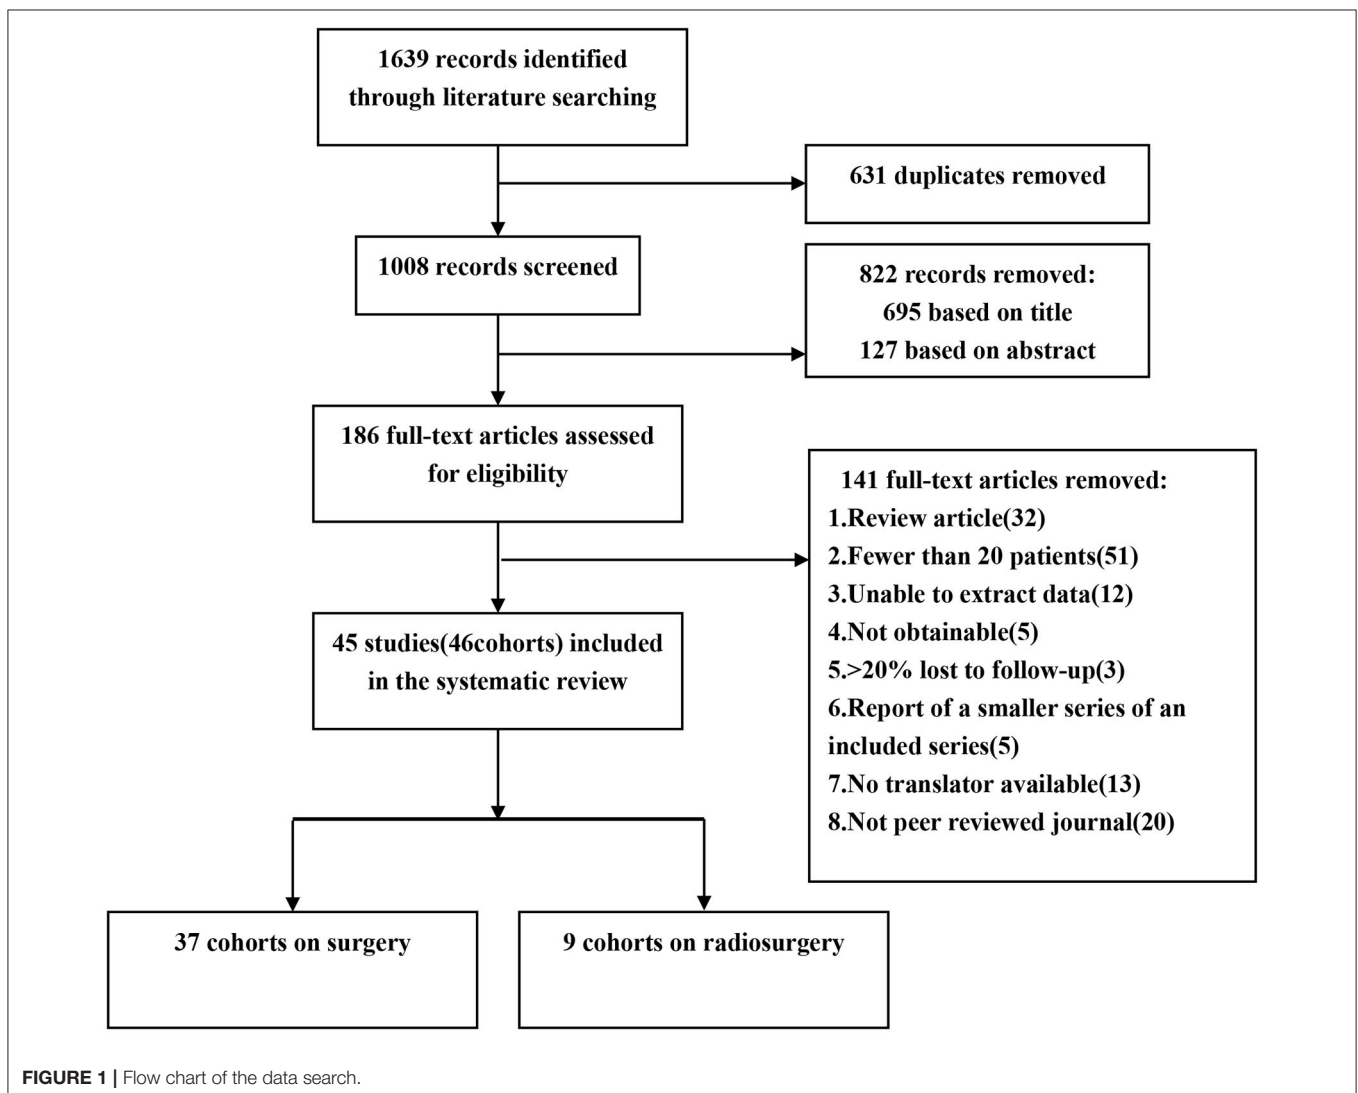 1639 records identified
through literature searching
631 duplicates removed
1008 records screened
822 records removed:
695 based on title
127 based on abstract
186 full-text articles assessed
for eligibility
141 full-text articles removed:
1.Review article(32)
2.Fewer than 20 patients(51)
3.Unable to extract data(12)
4.Not obtainable(5)
5.>20% lost to follow-up(3)
6.Report of a smaller series of an
included series(5)
7.No translator available(13)
8.Not peer reviewed journal(20)
45 studies(46cohorts) included
in the systematic review
37 cohorts on surgery
9 cohorts on radiosurgery
FIGURE 1 | Flow chart of the data search.